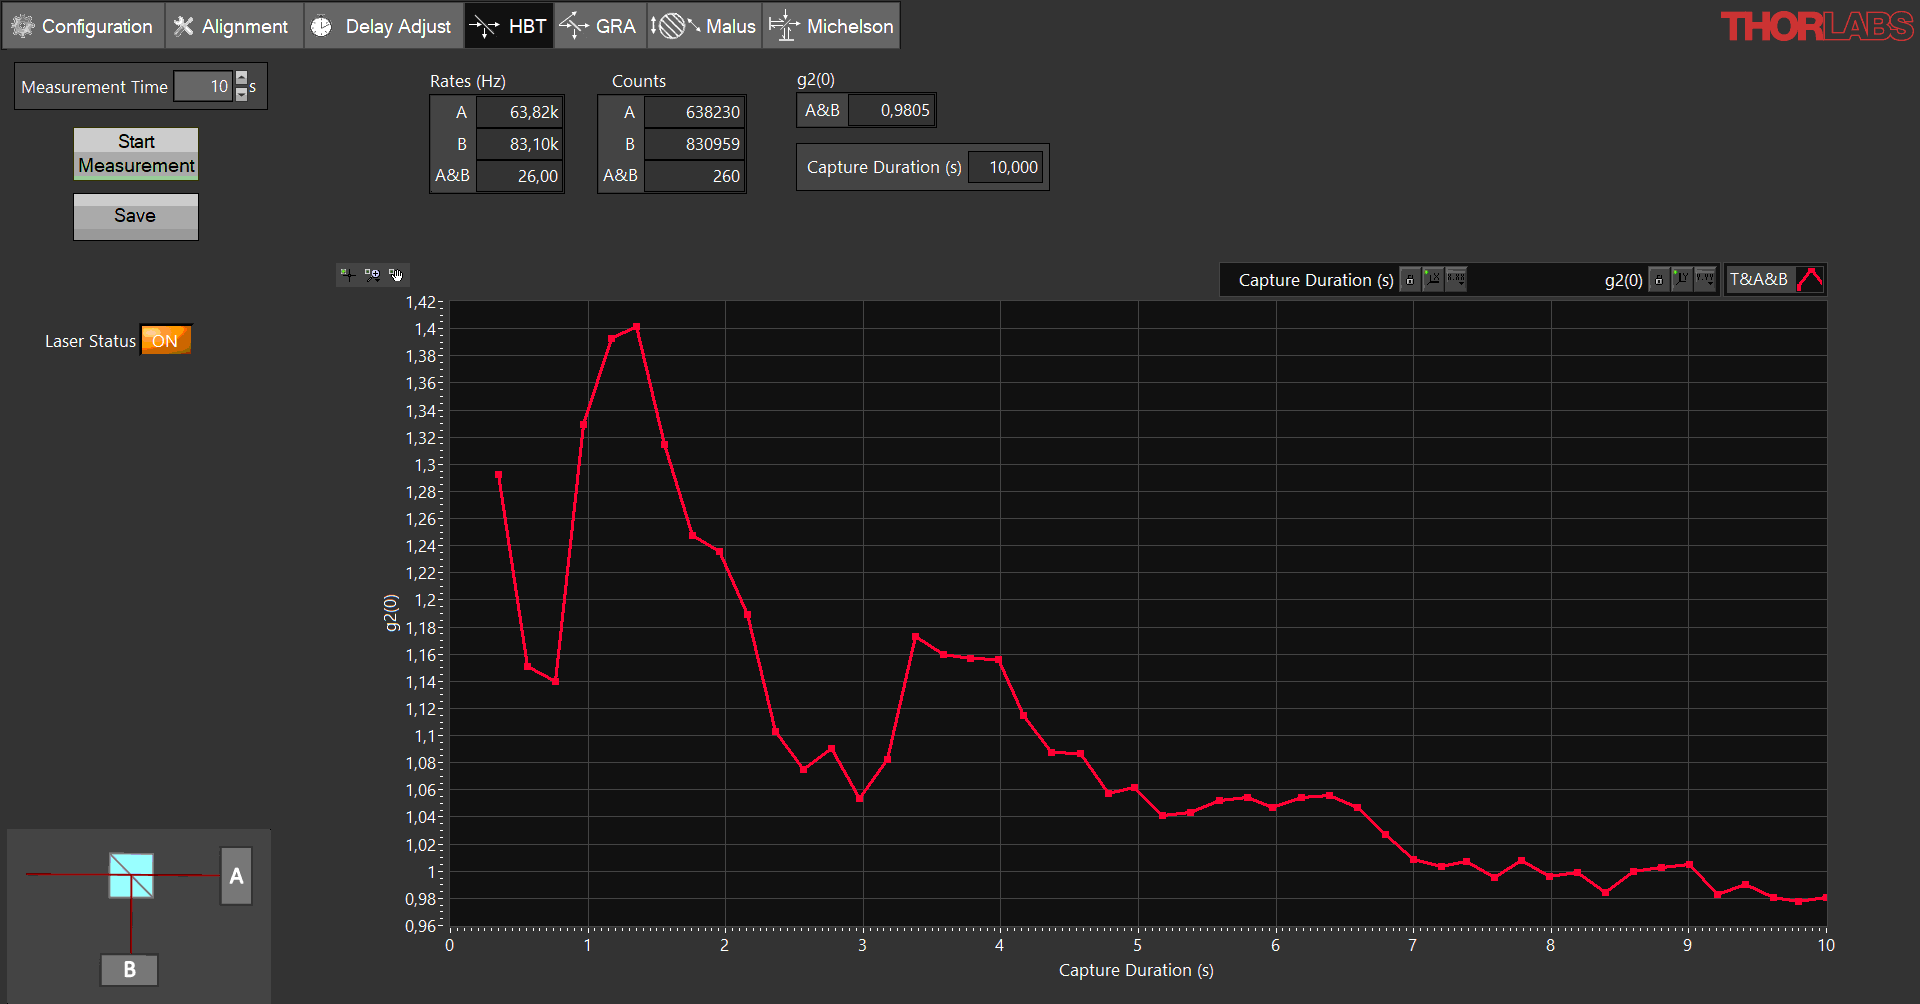 Configuration Alignment Delay Adjust HBT GRA Malus Michelson
THORLABS
Measurement Time 10 s
Start
Measurement
Save
Laser Status ON
Rates (Hz)
A 63,82k
B 83,10k
A&B 26,00
Counts
A 638230
B 830959
A&B 260
g2(0)
A&B 0,9805
Capture Duration (s) 10,000
Capture Duration (s) g2(0) T&A&B
1,42
1,4
1,38
1,36
1,34
1,32
1,3
1,28
1,26
1,24
1,22
1,2
1,18
1,16
1,14
1,12
1,1
1,08
1,06
1,04
1,02
1
0,98
0,96
g2(0)
0 1 2 3 4 5 6 7 8 9 10
Capture Duration (s)
A
B